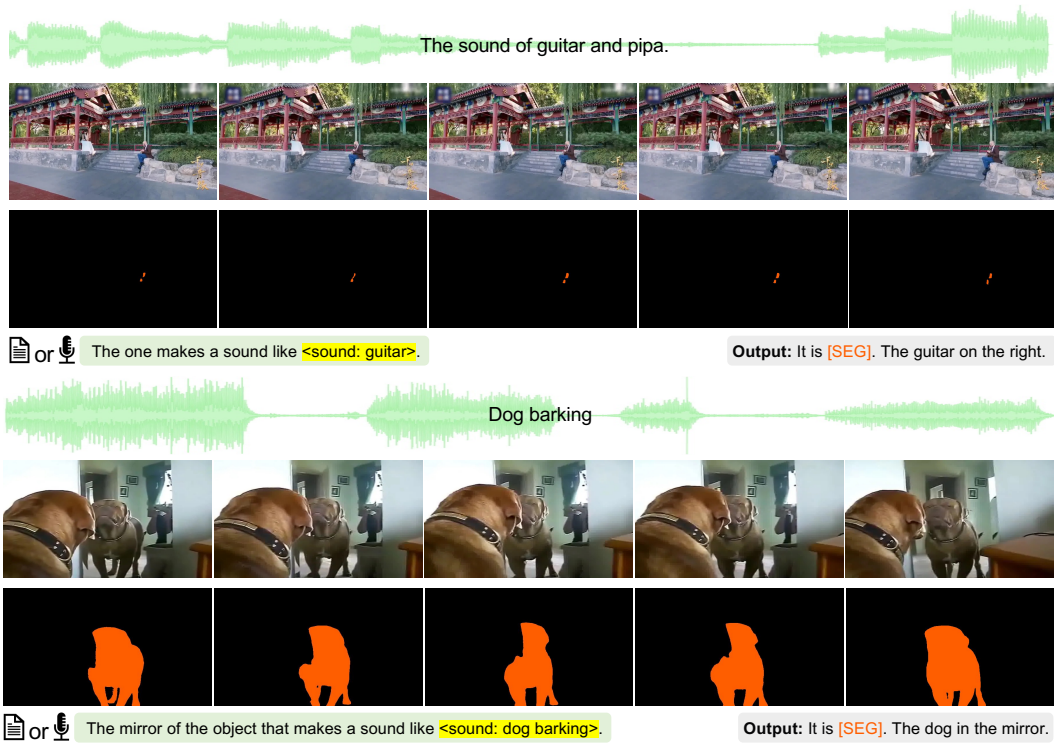 The sound of guitar and pipa.
or The one makes a sound like <sound: guitar>. Output: It is [SEG]. The guitar on the right.
Dog barking
or The mirror of the object that makes a sound like <sound: dog barking>. Output: It is [SEG]. The dog in the mirror.